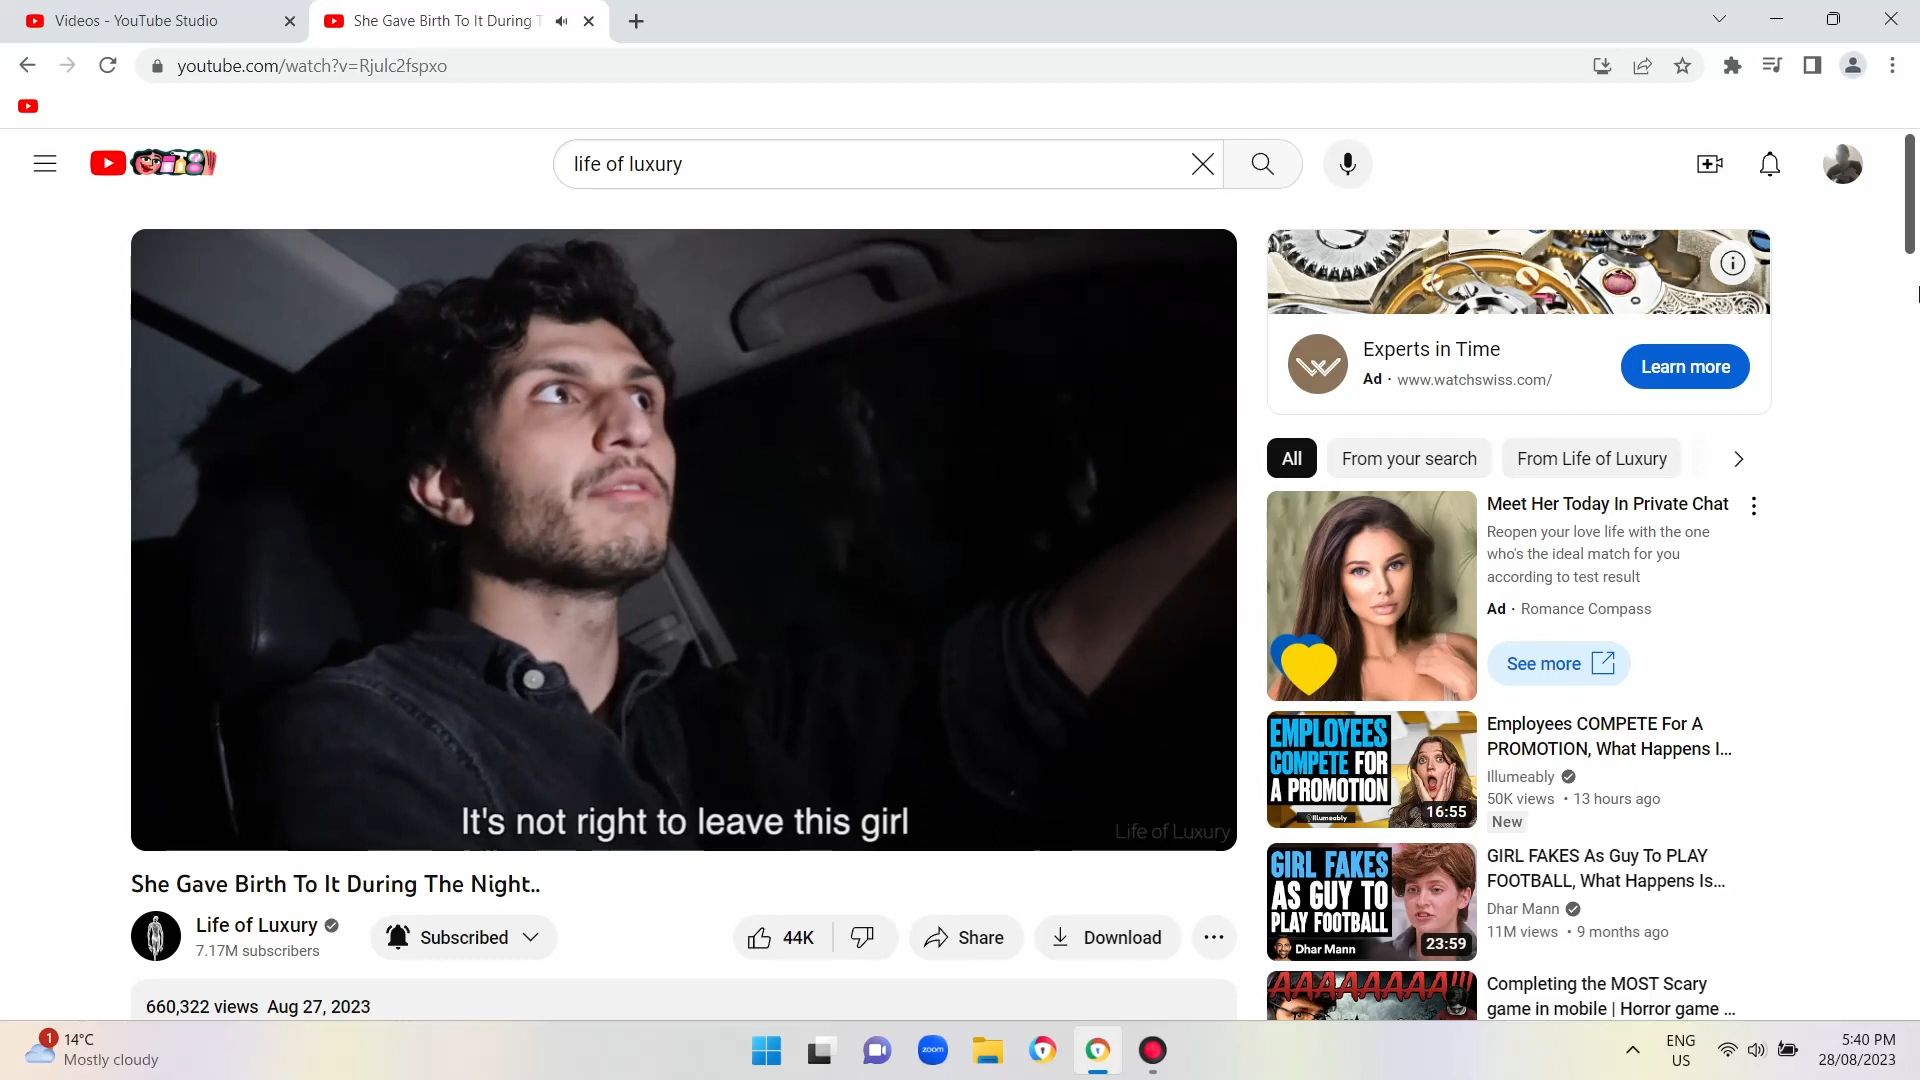 Videos - YouTube Studio
She Gave Birth To It During T
youtube.com/watch?v=Rjulc2fspxo
life of luxury
It's not right to leave this girl
Life of Luxury
She Gave Birth To It During The Night..
Life of Luxury
7.17M subscribers
Subscribed
44K
Share
Download
660,322 views Aug 27, 2023
Experts in Time
Ad · www.watchswiss.com/
Learn more
All
From your search
From Life of Luxury
Meet Her Today In Private Chat
Reopen your love life with the one
who's the ideal match for you
according to test result
Ad · Romance Compass
See more
EMPLOYEES
COMPETE FOR
A PROMOTION
Illumeably
16:55
Employees COMPETE For A
PROMOTION, What Happens I...
Illumeably
50K views • 13 hours ago
New
GIRL FAKES
AS GUY TO
PLAY FOOTBALL
Dhar Mann
23:59
GIRL FAKES As Guy To PLAY
FOOTBALL, What Happens Is...
Dhar Mann
11M views • 9 months ago
AAAAAAAA!!!
Completing the MOST Scary
game in mobile | Horror game ...
1
14°C
Mostly cloudy
zoom
ENG
US
5:40 PM
28/08/2023